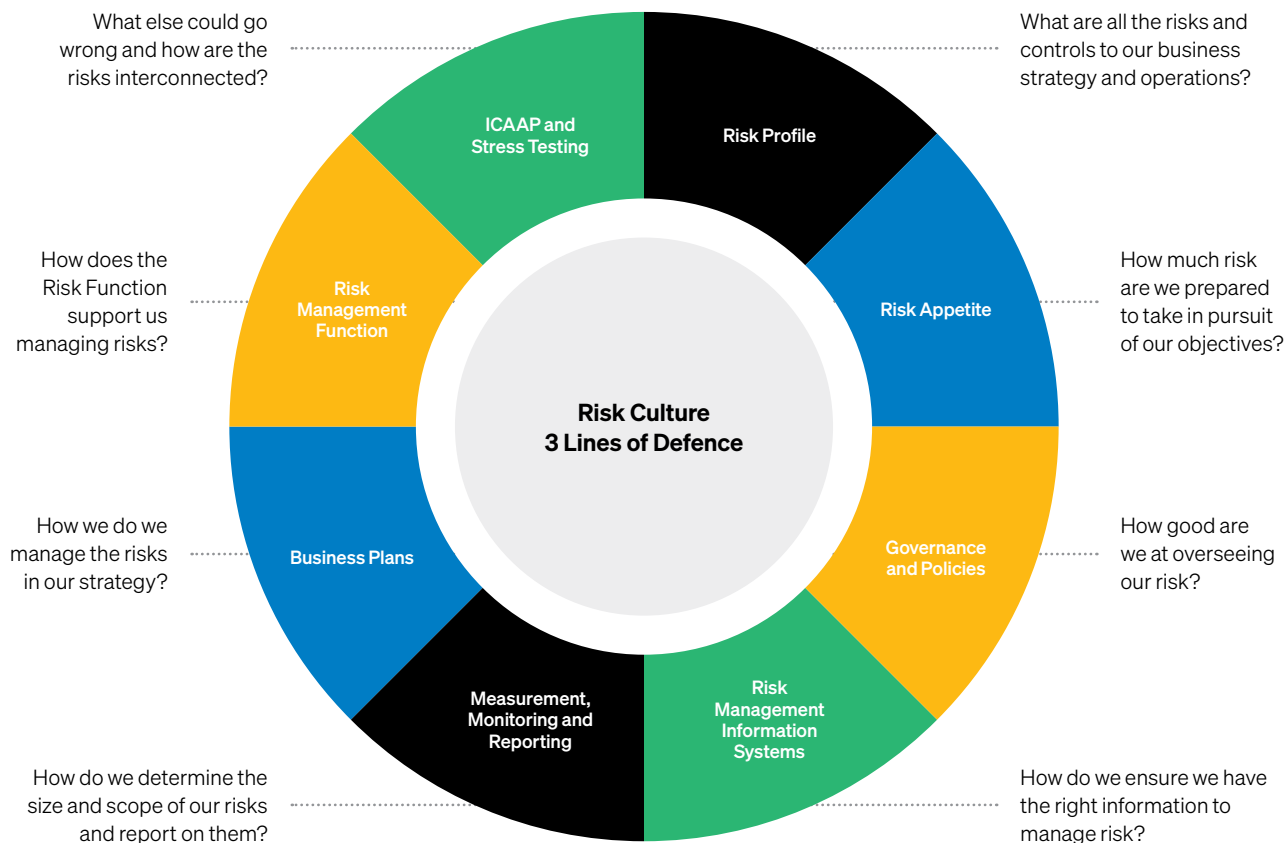 What else could go
wrong and how are the
risks interconnected?
What are all the risks and
controls to our business
strategy and operations?
ICAAP and
Stress Testing
Risk Profile
How does the
Risk Function
support us
managing risks?
Risk
Management
Function
Risk Appetite
How much risk
are we prepared
to take in pursuit
of our objectives?
Risk Culture
3 Lines of Defence
How we do we
manage the risks
in our strategy?
Business Plans
Governance
and Policies
How good are
we at overseeing
our risk?
Measurement,
Monitoring and
Reporting
Risk
Management
Information
Systems
How do we determine the
size and scope of our risks
and report on them?
How do we ensure we have
the right information to
manage risk?